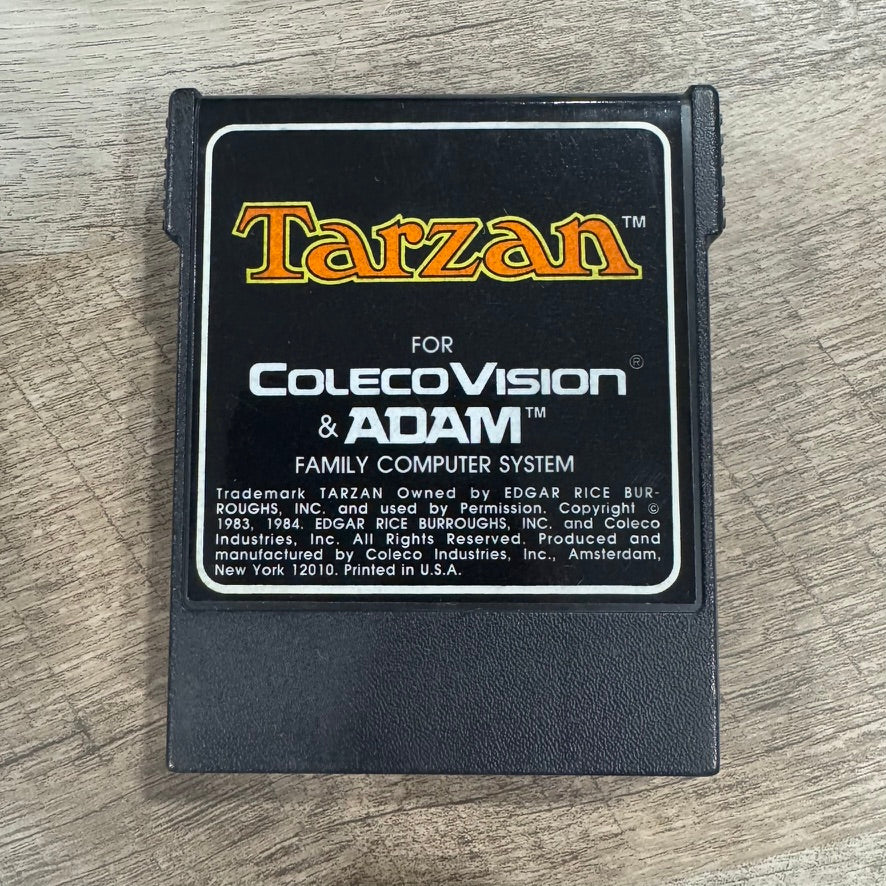 Tarzan™
FOR
COLECOVISION®
& ADAM™
FAMILY COMPUTER SYSTEM
Trademark TARZAN Owned by EDGAR RICE BUR-
ROUGHS, INC. and used by Permission. Copyright ©
1983, 1984. EDGAR RICE BURROUGHS, INC. and Coleco
Industries, Inc. All Rights Reserved. Produced and
manufactured by Coleco Industries, Inc., Amsterdam,
New York 12010. Printed in U.S.A.